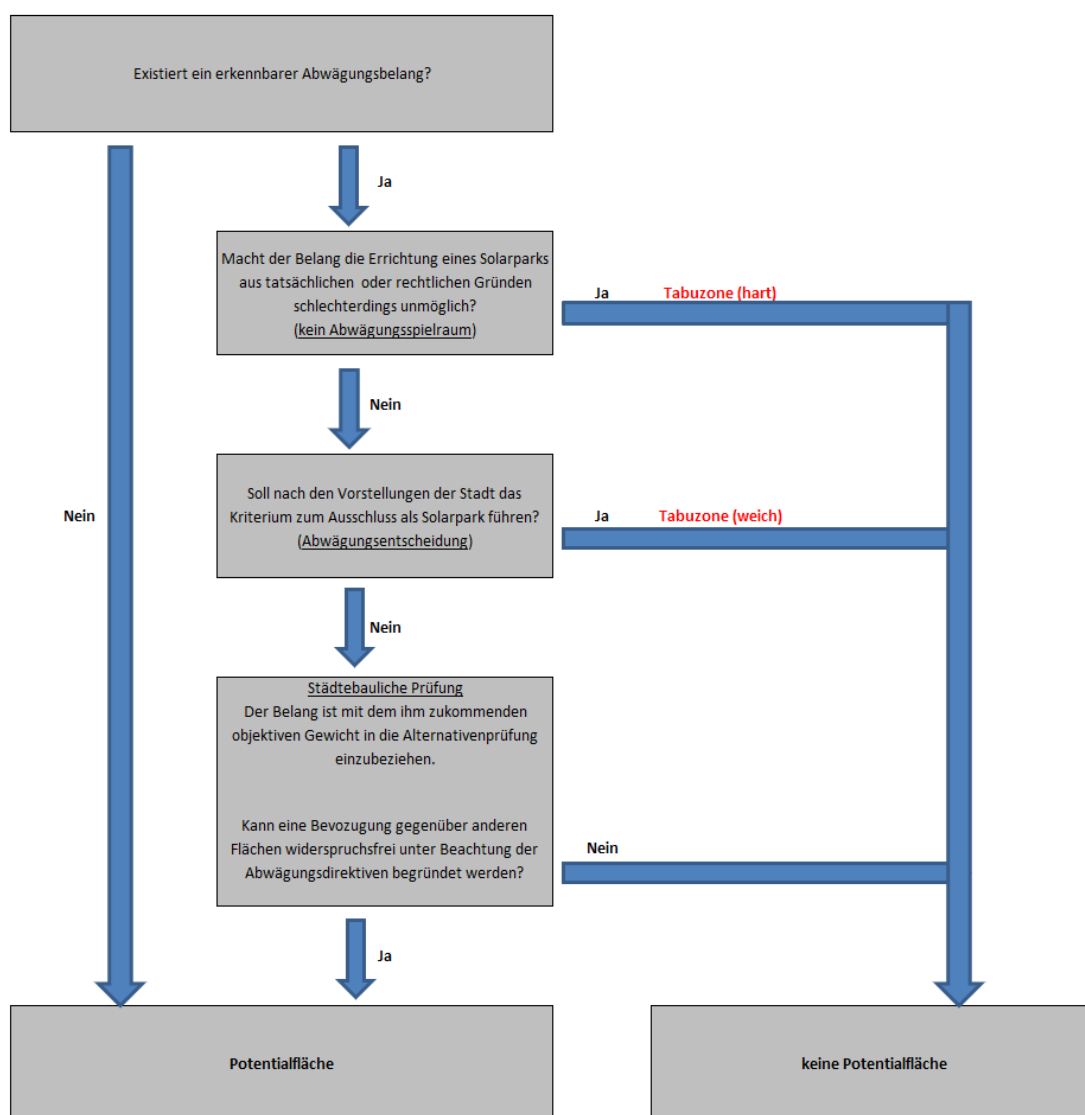 Existiert ein erkennbarer Abwägungsbelang?
Ja
Macht der Belang die Errichtung eines Solarparks
aus tatsächlichen oder rechtlichen Gründen
schlechterdings unmöglich?
(kein Abwägungsspielraum)
Ja Tabuzone (hart)
Nein
Soll nach den Vorstellungen der Stadt das
Kriterium zum Ausschluss als Solarpark führen?
(Abwägungsentscheidung)
Ja Tabuzone (weich)
Nein
Nein
Städtebauliche Prüfung
Der Belang ist mit dem ihm zukommenden
objektiven Gewicht in die Alternativenprüfung
einzubeziehen.
Kann eine Bevozugung gegenüber anderen
Flächen widerspruchsfrei unter Beachtung der
Abwägungsdirektiven begründet werden?
Nein
Ja
Potentialfläche
keine Potentialfläche